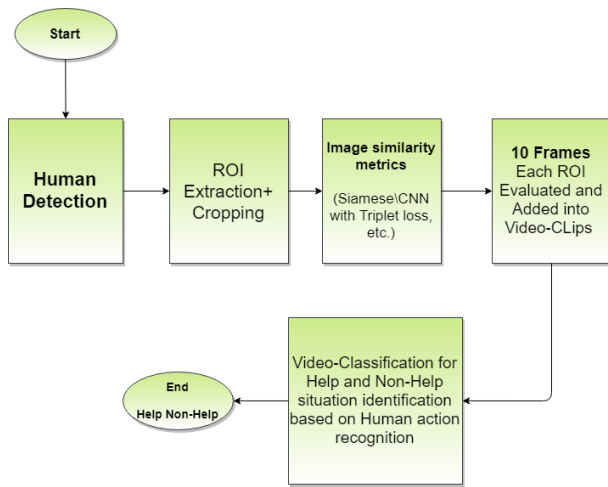 Start
Human
Detection
ROI
Extraction+
Cropping
Image similarity
metrics
(Siamese\CNN
with Triplet loss,
etc.)
10 Frames
Each ROI
Evaluated and
Added into
Video-CLips
Video-Classification for
Help and Non-Help
situation identification
based on Human action
recognition
End
Help Non-Help